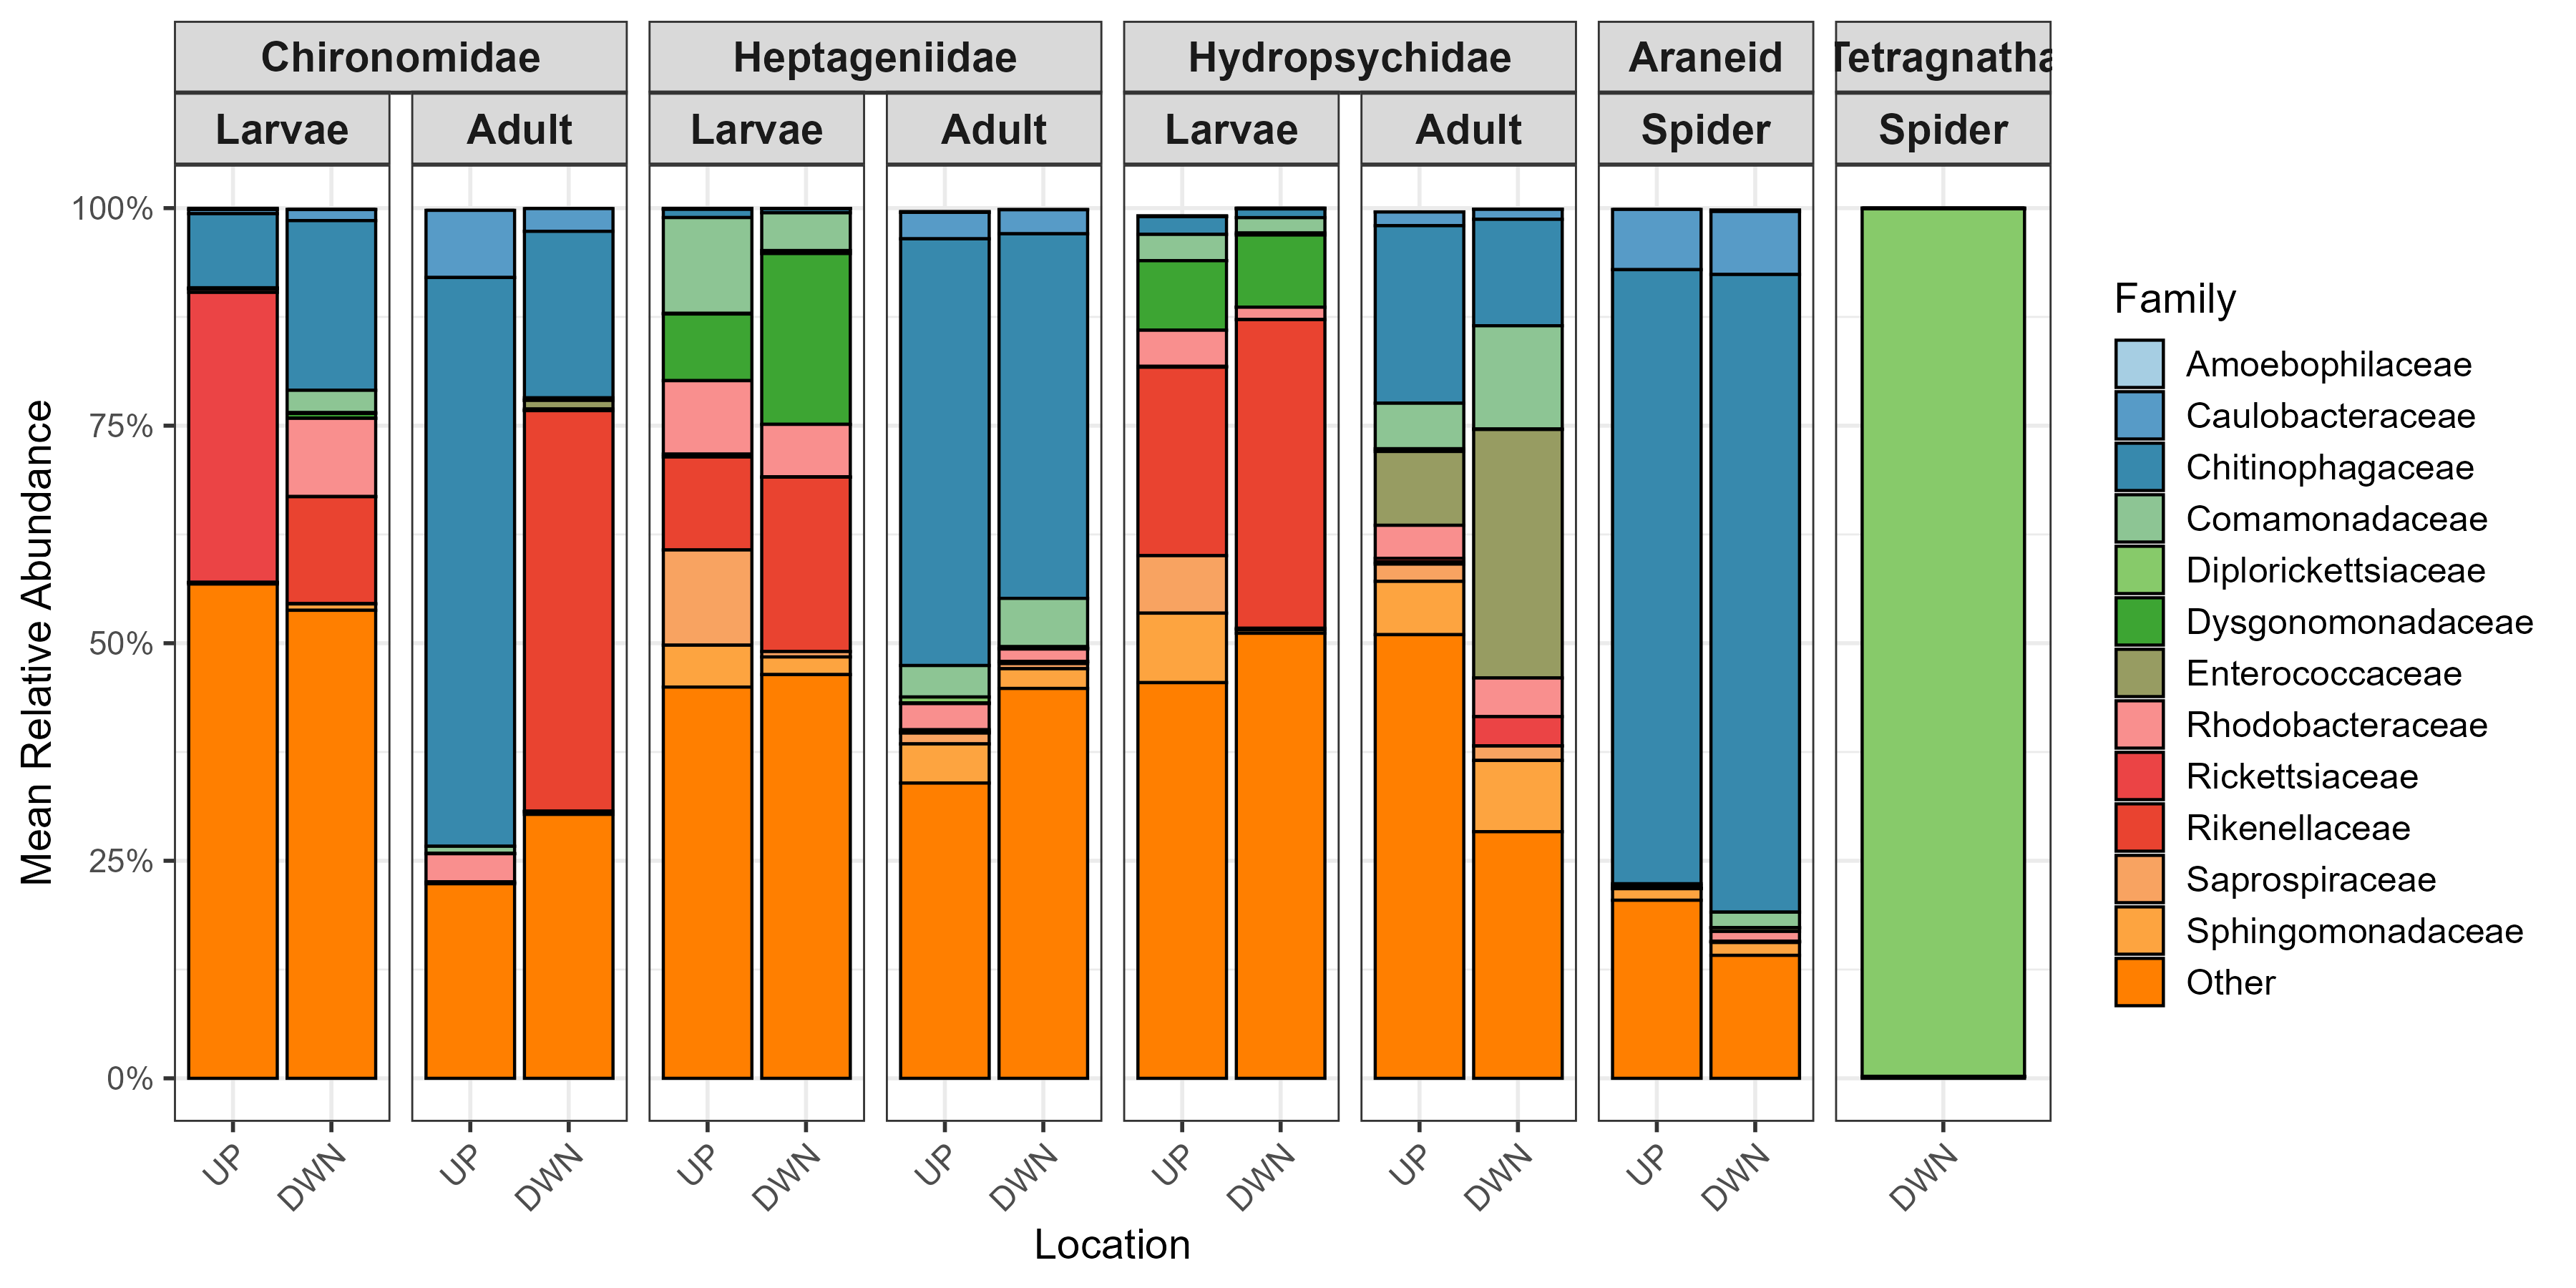 Chironomidae Heptageniidae Hydropsychidae Araneid Tetragnatha
Larvae Adult Larvae Adult Larvae Adult Spider Spider
Mean Relative Abundance
100%
75%
50%
25%
0%
UP DWN UP DWN UP DWN UP DWN UP DWN UP DWN UP DWN DWN
Location
Family
Amoebophilaceae
Caulobacteraceae
Chitinophagaceae
Comamonadaceae
Diplorickettsiaceae
Dysgonomonadaceae
Enterococcaceae
Rhodobacteraceae
Rickettsiaceae
Rikenellaceae
Saprospiraceae
Sphingomonadaceae
Other